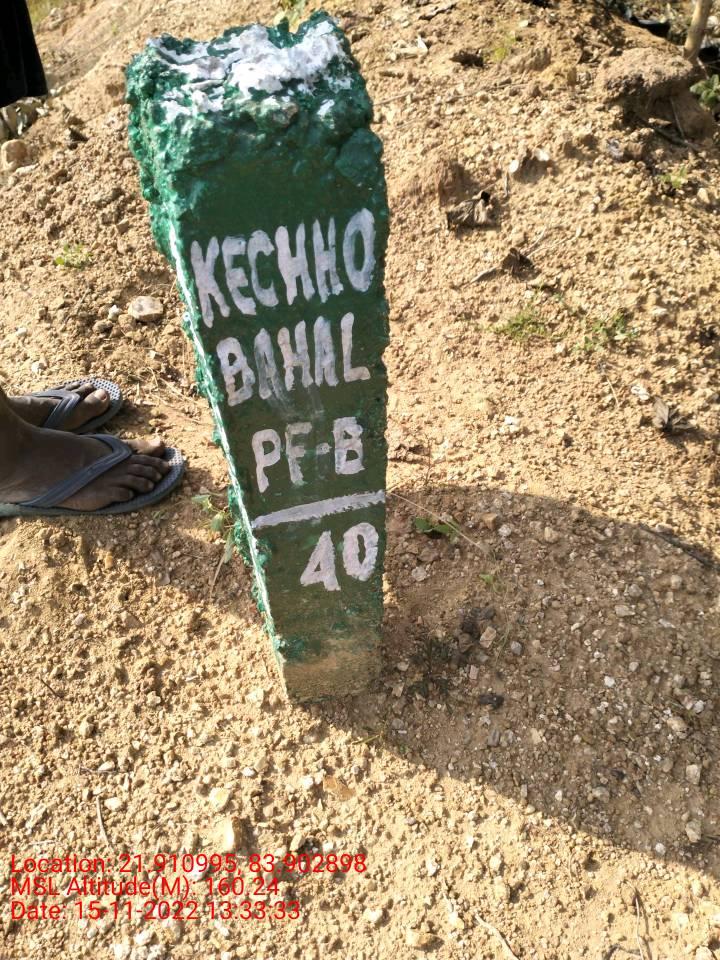 KECHHO
BAHAL
PF-B
40
Location: 21.910995, 83.902898
MSL Altitude(M): 160.24
Date: 15-11-2022 13:33:33